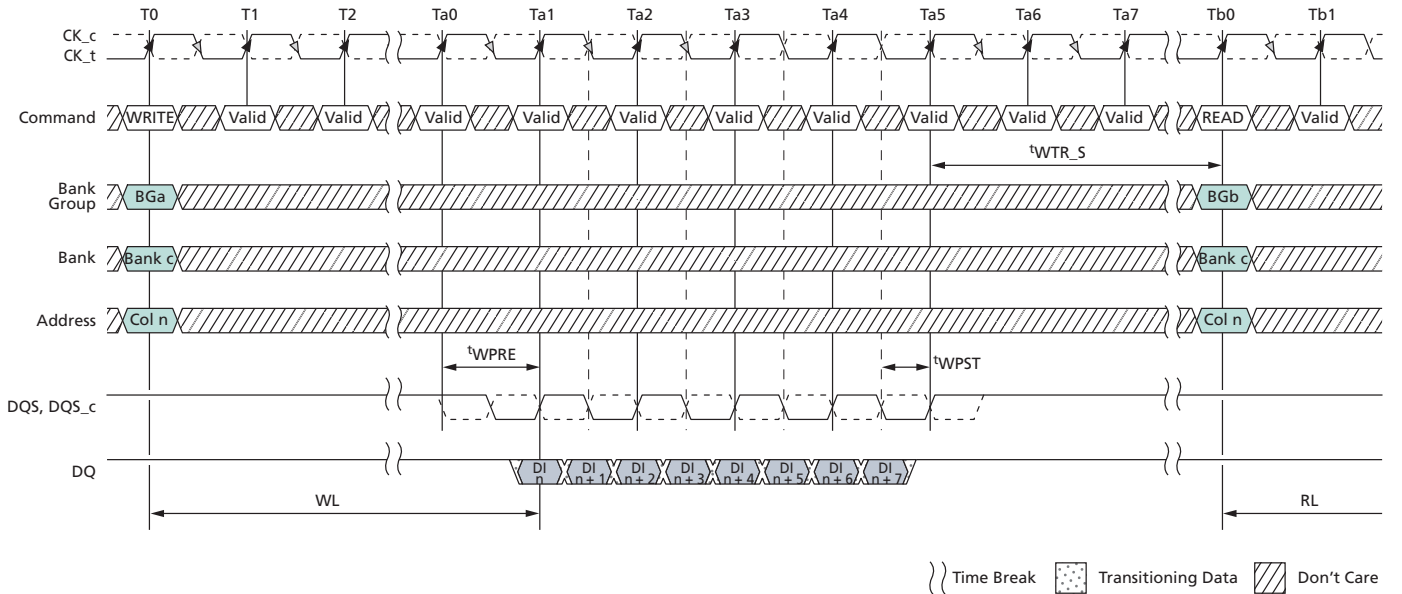 T0 T1 T2 Ta0 Ta1 Ta2 Ta3 Ta4 Ta5 Ta6 Ta7 Tb0 Tb1
CK_c
CK_t
Command WRITE Valid Valid Valid Valid Valid Valid Valid Valid Valid Valid READ Valid
tWTR_S
Bank Group BGa BGb
Bank Bank c Bank c
Address Col n Col n
tWPRE tWPST
DQS, DQS_c
DQ DI n DI n + 1 DI n + 2 DI n + 3 DI n + 4 DI n + 5 DI n + 6 DI n + 7
WL RL
Time Break Transitioning Data Don't Care